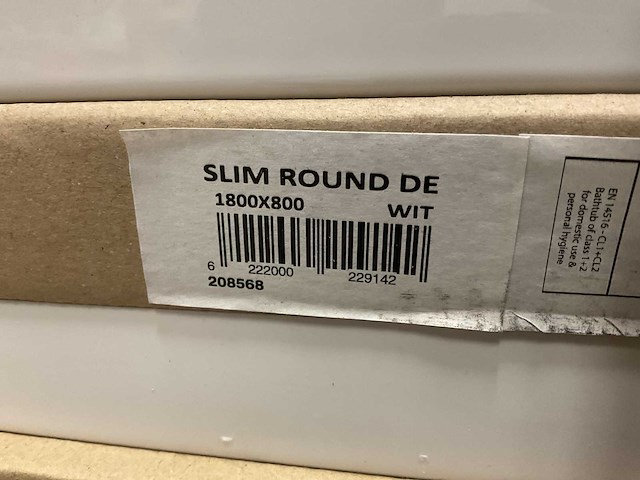 SLIM ROUND DE
1800X800 WIT
6 222000 229142
208568
EN 14516 - CL1+CL2
Bathtub of class 1+2
for domestic use &
personal hygiene